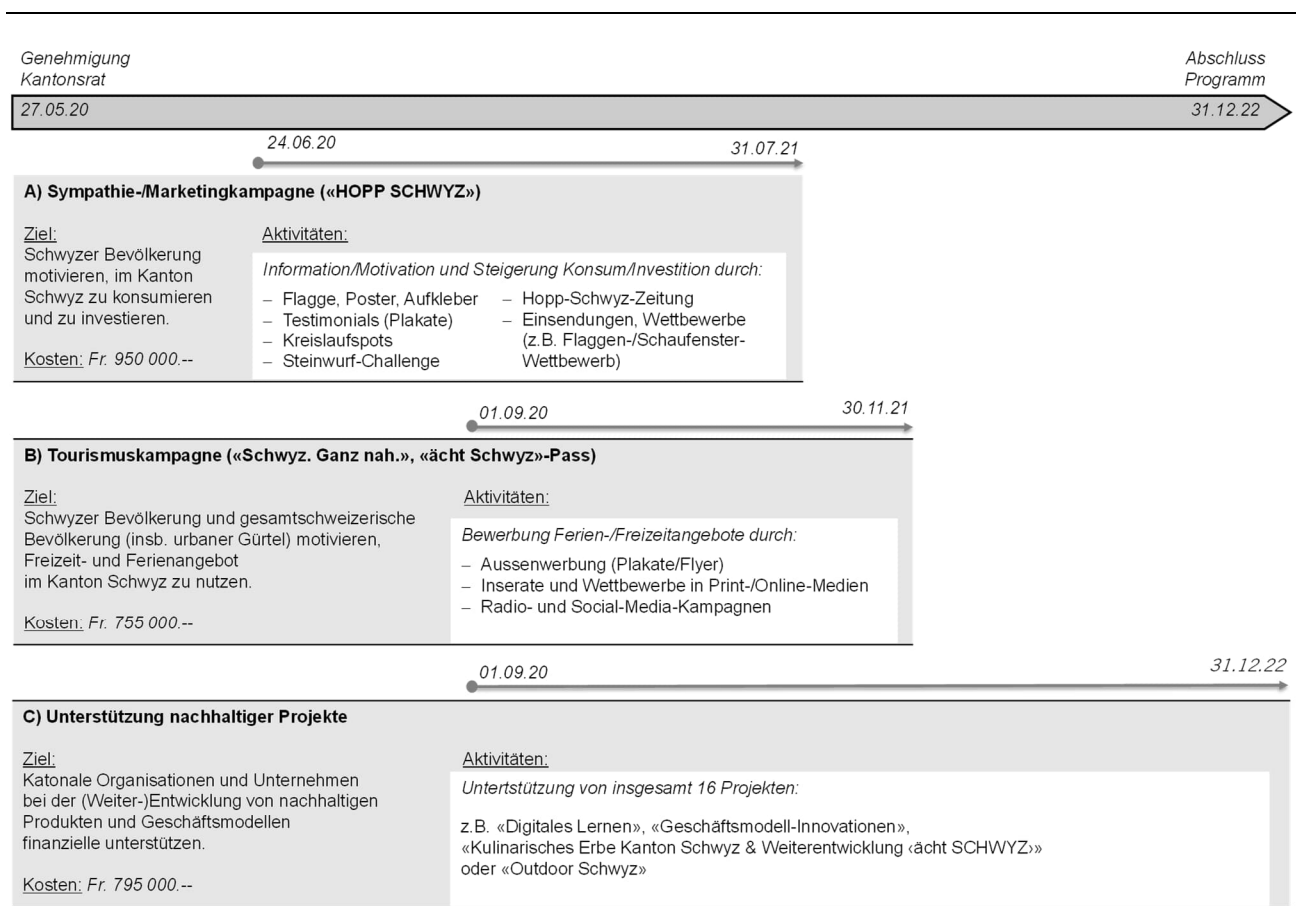 Genehmigung
Kantonsrat
Abschluss
Programm
27.05.20
31.12.22
24.06.20
31.07.21
A) Sympathie-/Marketingkampagne («HOPP SCHWYZ»)
Ziel:
Schwyzer Bevölkerung
motivieren, im Kanton
Schwyz zu konsumieren
und zu investieren.
Kosten: Fr. 950 000.--
Aktivitäten:
Information/Motivation und Steigerung Konsum/Investition durch:
– Flagge, Poster, Aufkleber
– Testimonials (Plakate)
– Kreislaufspots
– Steinwurf-Challenge
– Hopp-Schwyz-Zeitung
– Einsendungen, Wettbewerbe
(z.B. Flaggen-/Schaufenster-
Wettbewerb)
01.09.20
30.11.21
B) Tourismuskampagne («Schwyz. Ganz nah.», «ächt Schwyz»-Pass)
Ziel:
Schwyzer Bevölkerung und gesamtschweizerische
Bevölkerung (insb. urbaner Gürtel) motivieren,
Freizeit- und Ferienangebot
im Kanton Schwyz zu nutzen.
Kosten: Fr. 755 000.--
Aktivitäten:
Bewerbung Ferien-/Freizeitangebote durch:
– Aussenwerbung (Plakate/Flyer)
– Inserate und Wettbewerbe in Print-/Online-Medien
– Radio- und Social-Media-Kampagnen
01.09.20
31.12.22
C) Unterstützung nachhaltiger Projekte
Ziel:
Katonale Organisationen und Unternehmen
bei der (Weiter-)Entwicklung von nachhaltigen
Produkten und Geschäftsmodellen
finanzielle unterstützen.
Kosten: Fr. 795 000.--
Aktivitäten:
Untertstützung von insgesamt 16 Projekten:
z.B. «Digitales Lernen», «Geschäftsmodell-Innovationen»,
«Kulinarisches Erbe Kanton Schwyz & Weiterentwicklung ‹ächt SCHWYZ›»
oder «Outdoor Schwyz»